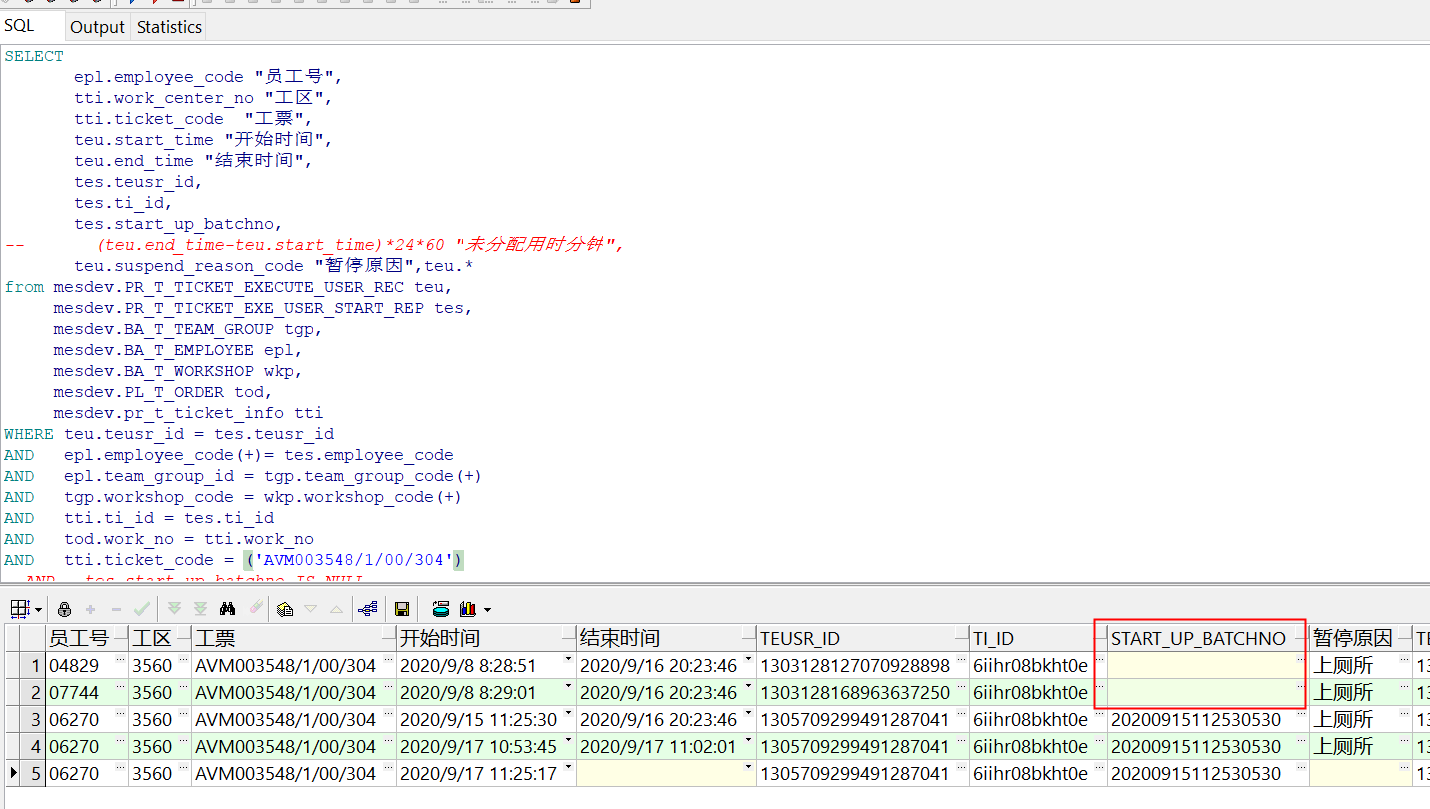 SQL Output Statistics
SELECT
epl.employee_code "员工号",
tti.work_center_no "工区",
tti.ticket_code "工票",
teu.start_time "开始时间",
teu.end_time "结束时间",
tes.teusr_id,
tes.ti_id,
tes.start_up_batchno,
-- (teu.end_time-teu.start_time)*24*60 "未分配用时分钟",
teu.suspend_reason_code "暂停原因",teu.*
from mesdev.PR_T_TICKET_EXECUTE_USER_REC teu,
mesdev.PR_T_TICKET_EXE_USER_START_REP tes,
mesdev.BA_T_TEAM_GROUP tgp,
mesdev.BA_T_EMPLOYEE epl,
mesdev.BA_T_WORKSHOP wkp,
mesdev.PL_T_ORDER tod,
mesdev.pr_t_ticket_info tti
WHERE teu.teusr_id = tes.teusr_id
AND epl.employee_code(+)= tes.employee_code
AND epl.team_group_id = tgp.team_group_code(+)
AND tgp.workshop_code = wkp.workshop_code(+)
AND tti.ti_id = tes.ti_id
AND tod.work_no = tti.work_no
AND tti.ticket_code = ('AVM003548/1/00/304')
AND tes.start_up_batchno IS NULL
员工号 工区 工票 开始时间 结束时间 TEUSR_ID TI_ID START_UP_BATCHNO 暂停原因
1 04829 3560 AVM003548/1/00/304 2020/9/8 8:28:51 2020/9/16 20:23:46 1303128127070928898 6iihr08bkht0e 上厕所
2 07744 3560 AVM003548/1/00/304 2020/9/8 8:29:01 2020/9/16 20:23:46 1303128168963637250 6iihr08bkht0e 上厕所
3 06270 3560 AVM003548/1/00/304 2020/9/15 11:25:30 2020/9/16 20:23:46 1305709299491287041 6iihr08bkht0e 20200915112530530 上厕所
4 06270 3560 AVM003548/1/00/304 2020/9/17 10:53:45 2020/9/17 11:02:01 1305709299491287041 6iihr08bkht0e 20200915112530530 上厕所
5 06270 3560 AVM003548/1/00/304 2020/9/17 11:25:17 1305709299491287041 6iihr08bkht0e 20200915112530530